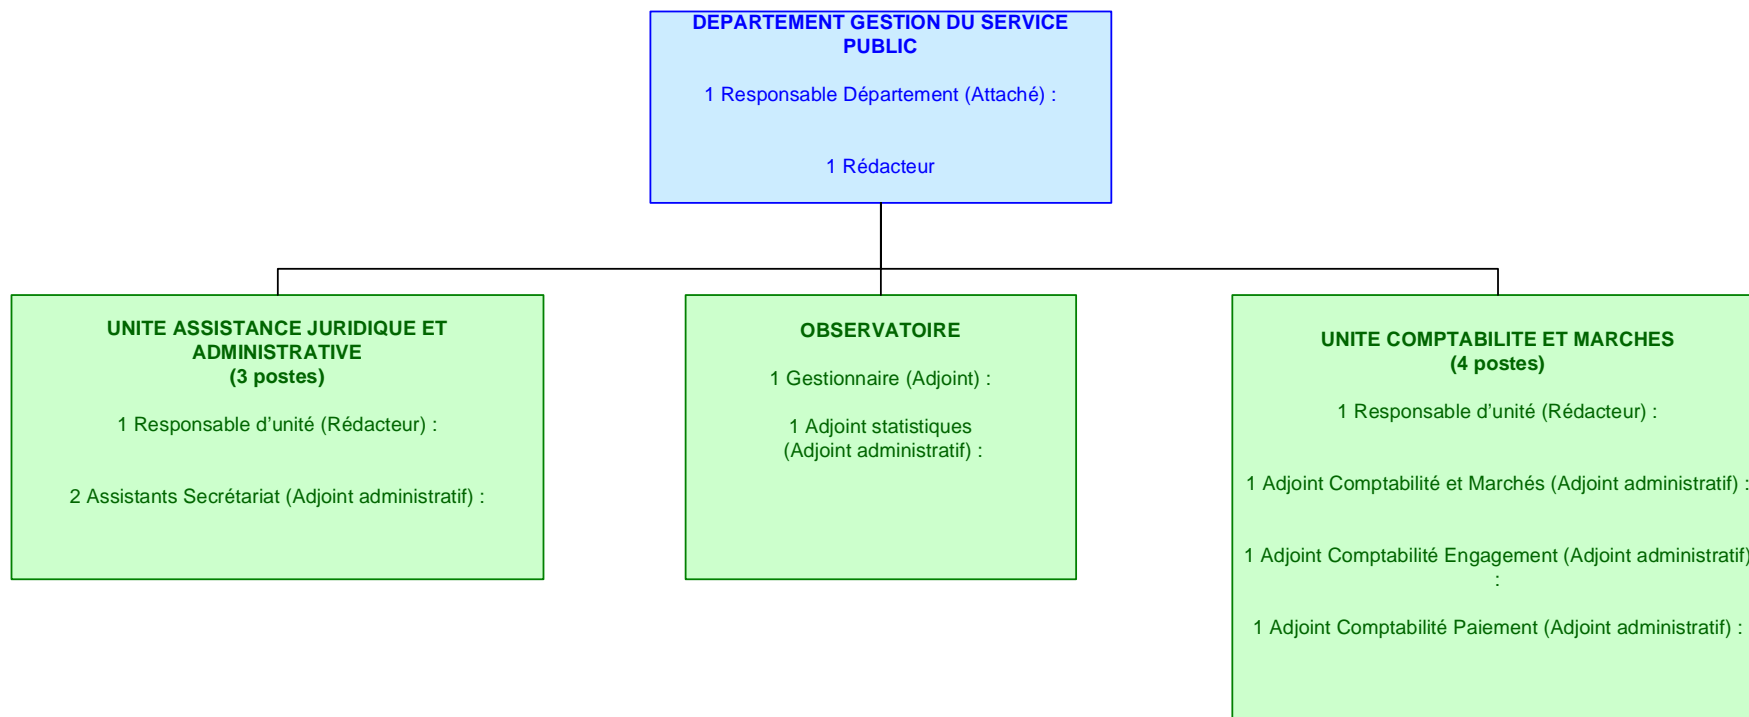 DEPARTEMENT GESTION DU SERVICE
PUBLIC
1 Responsable Département (Attaché) :
1 Rédacteur
UNITE ASSISTANCE JURIDIQUE ET
ADMINISTRATIVE
(3 postes)
1 Responsable d’unité (Rédacteur) :
2 Assistants Secrétariat (Adjoint administratif) :
OBSERVATOIRE
1 Gestionnaire (Adjoint) :
1 Adjoint statistiques
(Adjoint administratif) :
UNITE COMPTABILITE ET MARCHES
(4 postes)
1 Responsable d’unité (Rédacteur) :
1 Adjoint Comptabilité et Marchés (Adjoint administratif) :
1 Adjoint Comptabilité Engagement (Adjoint administratif)
:
1 Adjoint Comptabilité Paiement (Adjoint administratif) :